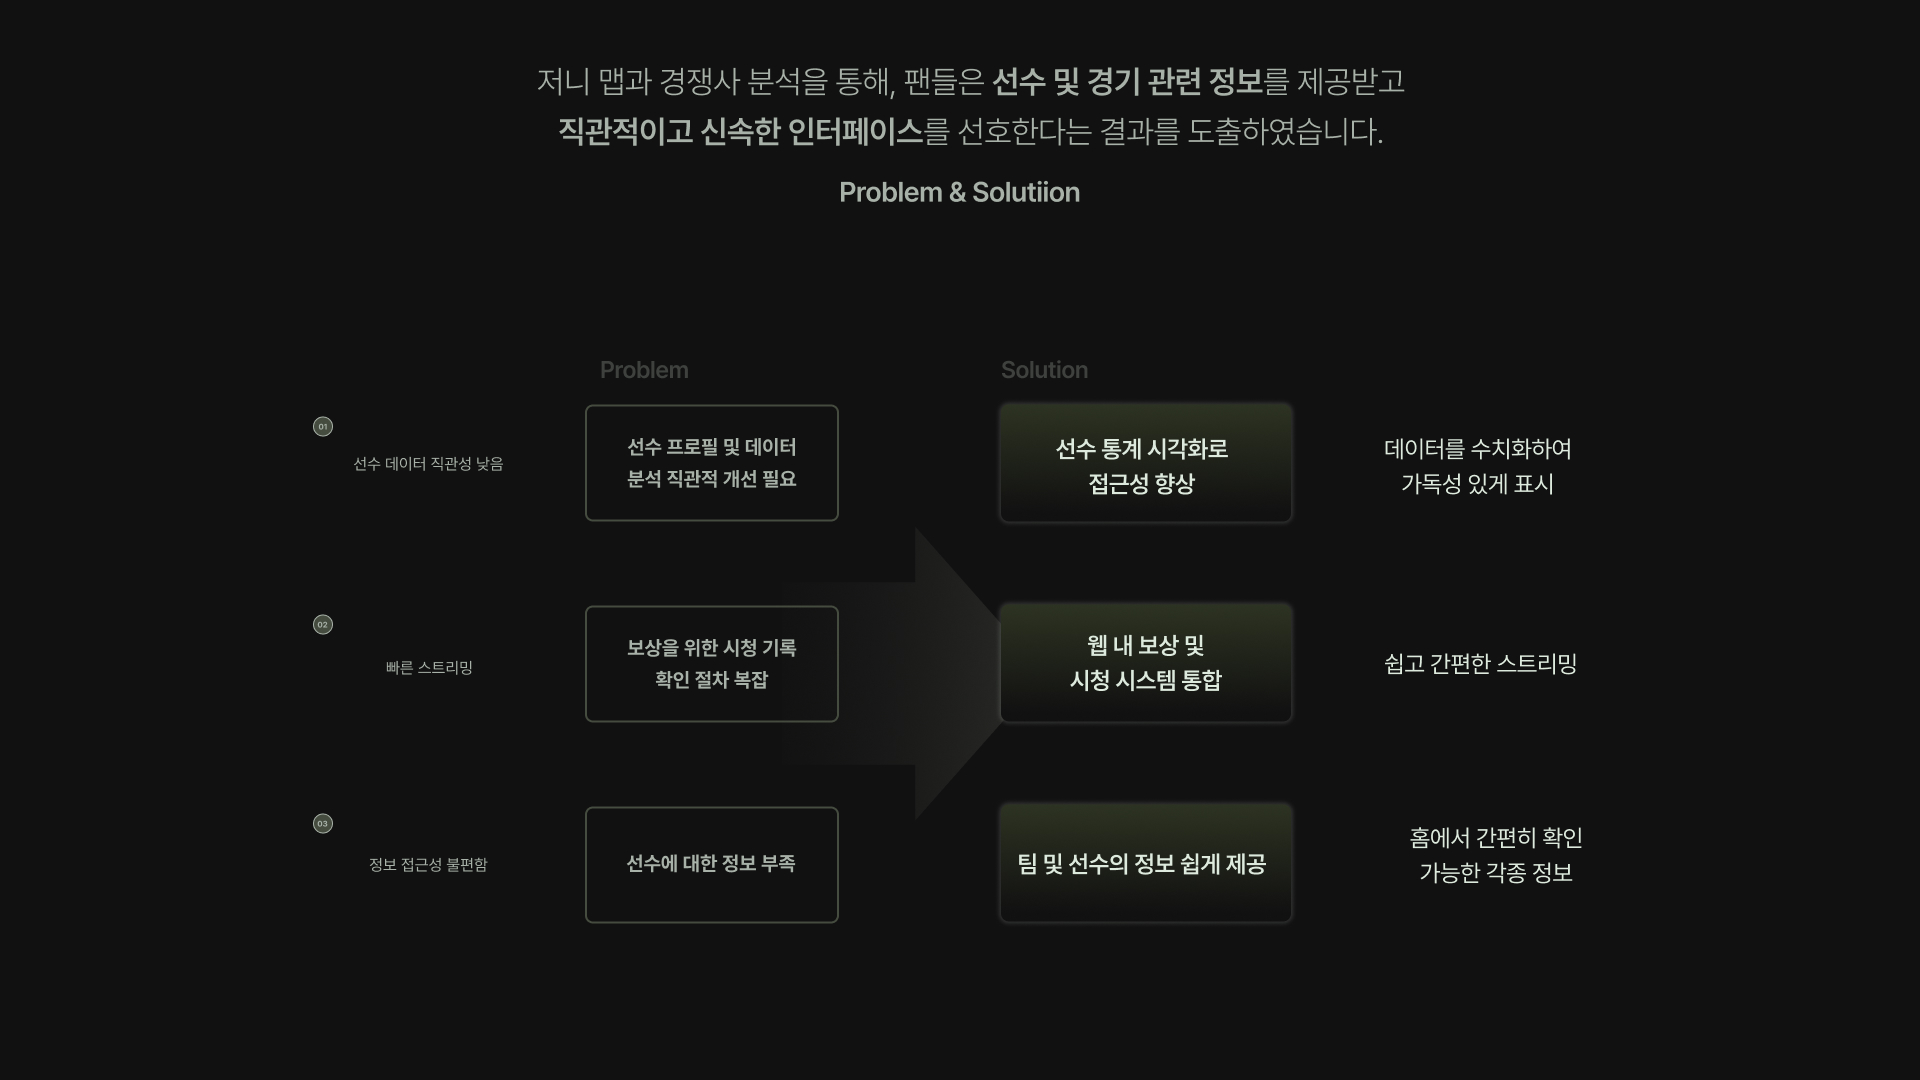 저니 맵과 경쟁사 분석을 통해, 팬들은 선수 및 경기 관련 정보를 제공받고
직관적이고 신속한 인터페이스를 선호한다는 결과를 도출하였습니다.
Problem & Solutiion
Problem
Solution
01
선수 데이터 직관성 낮음
선수 프로필 및 데이터
분석 직관적 개선 필요
선수 통계 시각화로
접근성 향상
데이터를 수치화하여
가독성 있게 표시
02
빠른 스트리밍
보상을 위한 시청 기록
확인 절차 복잡
웹 내 보상 및
시청 시스템 통합
쉽고 간편한 스트리밍
03
정보 접근성 불편함
선수에 대한 정보 부족
팀 및 선수의 정보 쉽게 제공
홈에서 간편히 확인
가능한 각종 정보